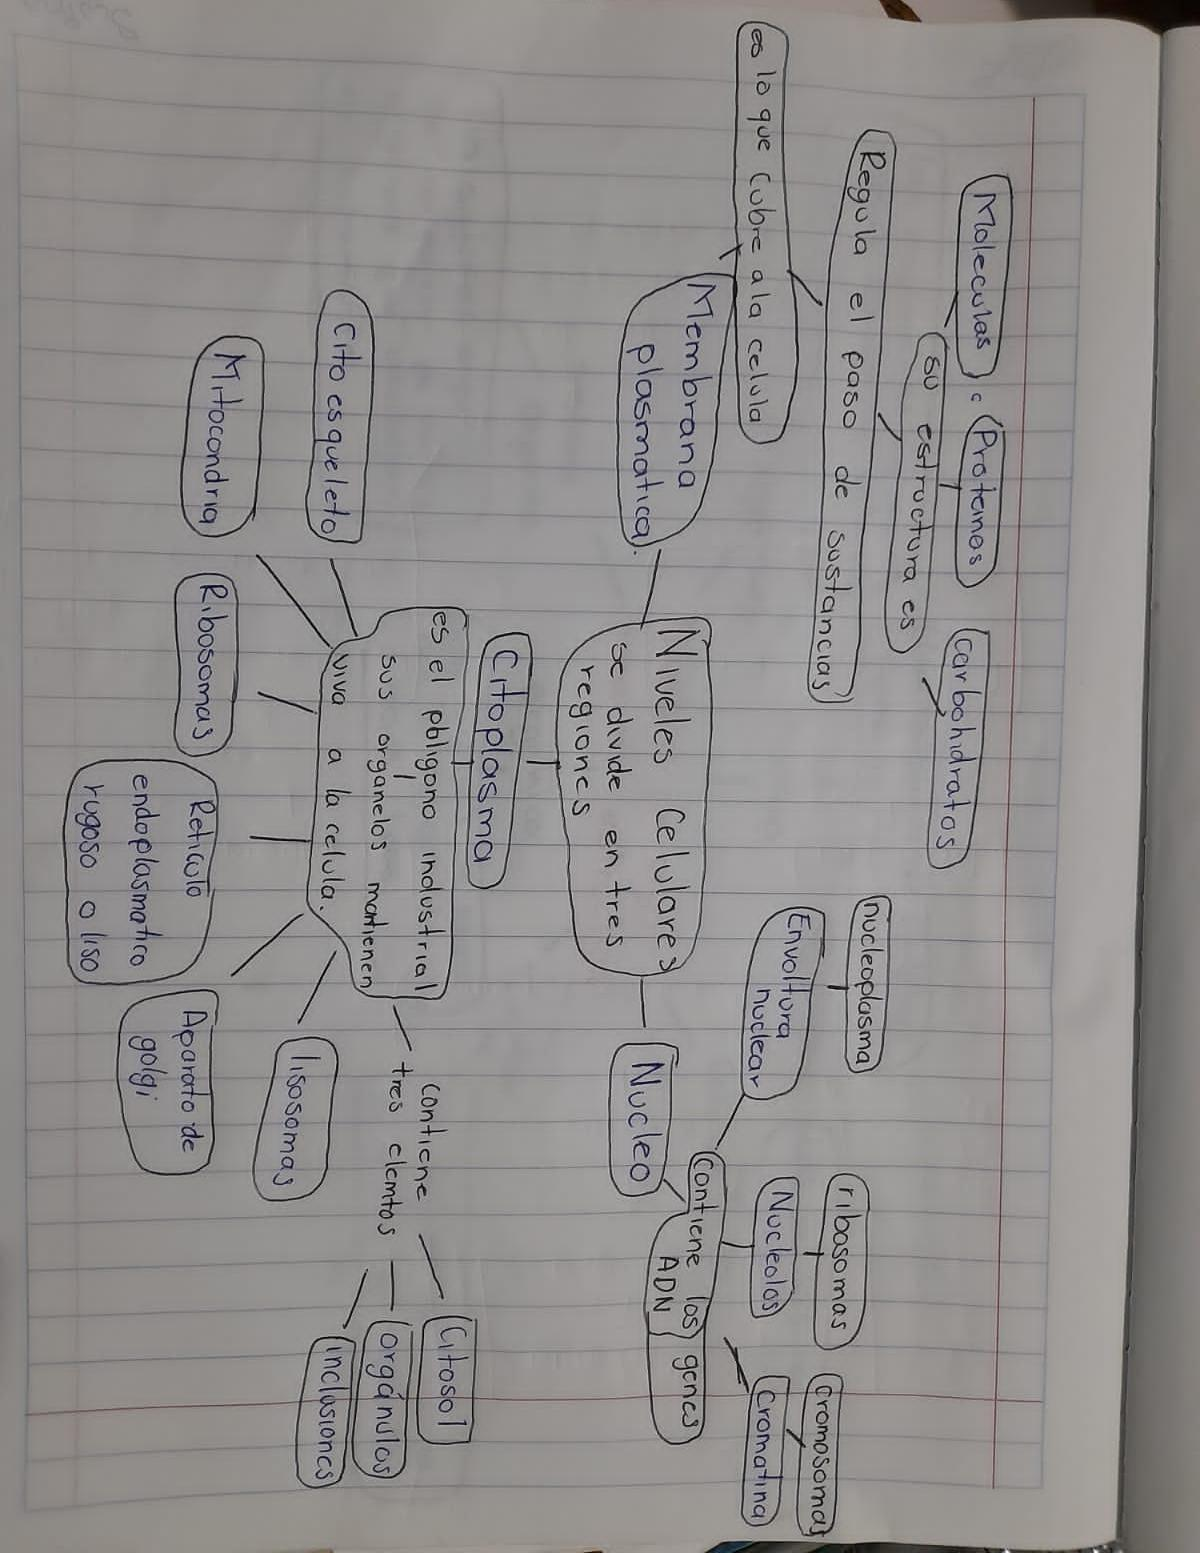 Moleculas
Proteinas
Carbohidratos
su estructura es
Regula el paso de sustancias
es lo que cubre a la celula
Membrana
plasmatica.
nucleoplasma
Envoltura
nuclear
ribosomas
Nucleolos
Cromosomas
Cromatina
Contiene los genes
ADN
Nucleo
Niveles Celulares
se divide en tres
regiones
Citoplasma
es el poligono industrial
sus organelos mantienen
viva a la celula.
contiene
tres elemtos
Citosol
orgánulos
inclusiones
Cito esqueleto
Mitocondria
Ribosomas
Reticulo
endoplasmatico
rugoso o liso
Aparato de
golgi
lisosomas